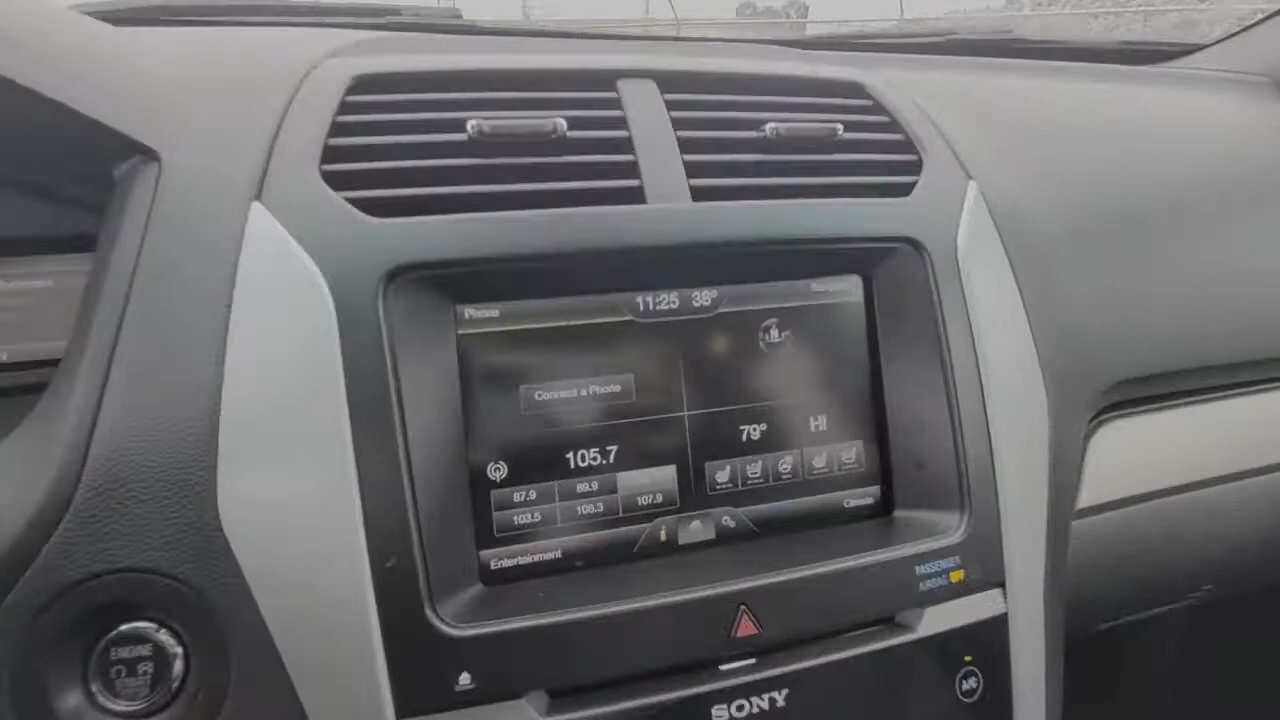 Phone
11:25 38°
N
Connect a Phone
105.7
79° HI
87.9 89.9
103.5 106.3 107.9
Entertainment
Climate
i
PASSENGER
AIRBAG OFF
ENGINE
SONY
A/C